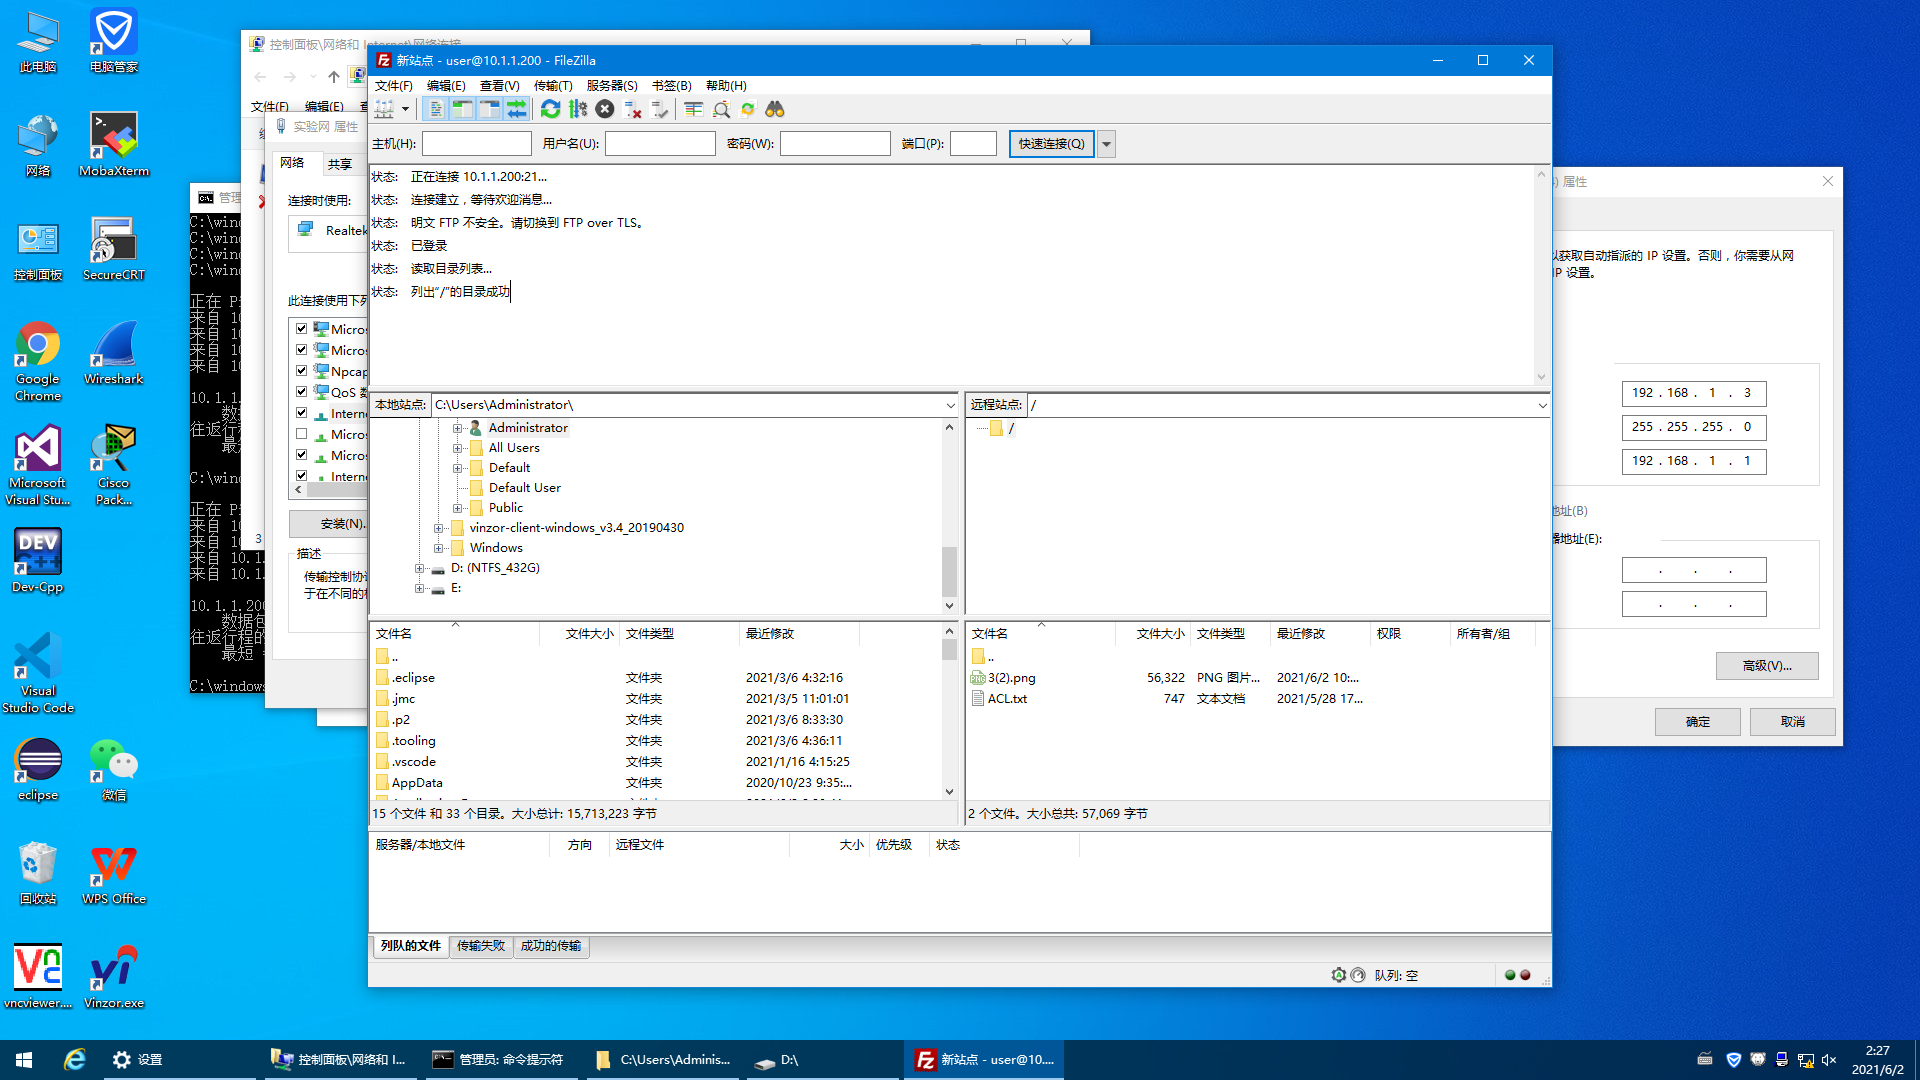 此电脑
电脑管家
网络
MobaXterm
控制面板
SecureCRT
Google Chrome
Wireshark
Microsoft Visual Stu...
Cisco Pack...
Dev-Cpp
Visual Studio Code
eclipse
微信
回收站
WPS Office
vncviewer....
Vinzor.exe
控制面板\网络和 Internet\网络连接
文件(F) 编辑(E)
实验网 属性
网络 共享
连接时使用:
Realtek
此连接使用下列
Micros
Micros
Npcap
QoS 数
Interne
Micros
Micros
Interne
安装(N)...
描述
传输控制协议
于在不同的相
管理
C:\wind
C:\wind
C:\wind
C:\wind
正在 P
来自 10
来自 10
来自 10
来自 10
10.1.1
数据
往返行程
最短
C:\wind
正在 P
来自 10
来自 10
来自 10.1.
来自 10.1.
10.1.1.200
数据包
往返行程的
最短
C:\windows
新站点 - user@10.1.1.200 - FileZilla
文件(F) 编辑(E) 查看(V) 传输(T) 服务器(S) 书签(B) 帮助(H)
主机(H): 用户名(U): 密码(W): 端口(P): 快速连接(Q)
状态: 正在连接 10.1.1.200:21...
状态: 连接建立，等待欢迎消息...
状态: 明文 FTP 不安全。请切换到 FTP over TLS。
状态: 已登录
状态: 读取目录列表...
状态: 列出"/"的目录成功
本地站点: C:\Users\Administrator\
Administrator
All Users
Default
Default User
Public
vinzor-client-windows_v3.4_20190430
Windows
D: (NTFS_432G)
E:
远程站点: /
/
文件名 文件大小 文件类型 最近修改
..
.eclipse 文件夹 2021/3/6 4:32:16
.jmc 文件夹 2021/3/5 11:01:01
.p2 文件夹 2021/3/6 8:33:30
.tooling 文件夹 2021/3/6 4:36:11
.vscode 文件夹 2021/1/16 4:15:25
AppData 文件夹 2020/10/23 9:35:...
15 个文件 和 33 个目录。大小总计: 15,713,223 字节
文件名 文件大小 文件类型 最近修改 权限 所有者/组
..
3(2).png 56,322 PNG 图片... 2021/6/2 10:...
ACL.txt 747 文本文档 2021/5/28 17...
2 个文件。大小总共: 57,069 字节
服务器/本地文件 方向 远程文件 大小 优先级 状态
列队的文件 传输失败 成功的传输
队列: 空
) 属性
以获取自动指派的 IP 设置。否则，你需要从网
IP 设置。
192 . 168 . 1 . 3
255 . 255 . 255 . 0
192 . 168 . 1 . 1
地址(B)
器地址(E):
高级(V)...
确定 取消
设置
控制面板\网络和 I...
管理员: 命令提示符
C:\Users\Adminis...
D:\
新站点 - user@10....
2:27
2021/6/2